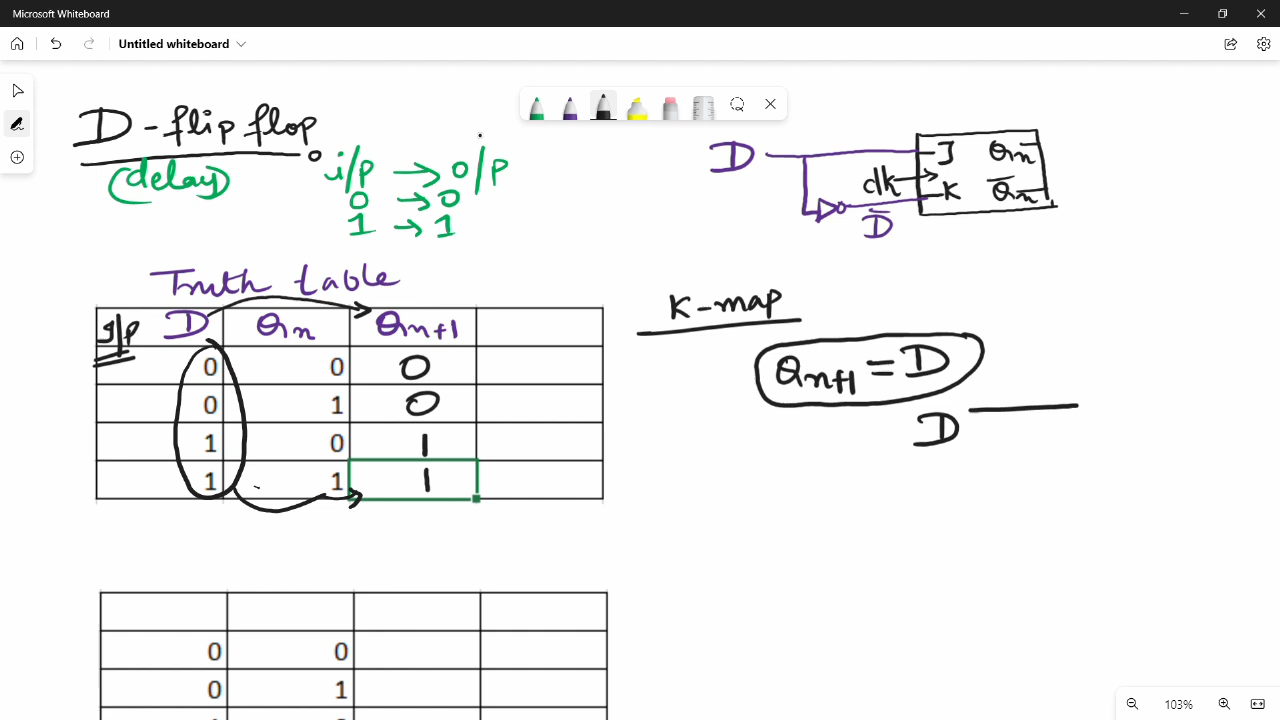 Microsoft Whiteboard
Untitled whiteboard
D - flip flop
(delay)
i/p → o/p
0 → 0
1 → 1
D
J Qn
clk
K Q̅n
D̅
Truth table
I/p D Qn Qn+1
0 0 0
0 1 0
1 0 1
1 1 1
K-map
Qn+1 = D
D
0 0
0 1
103%